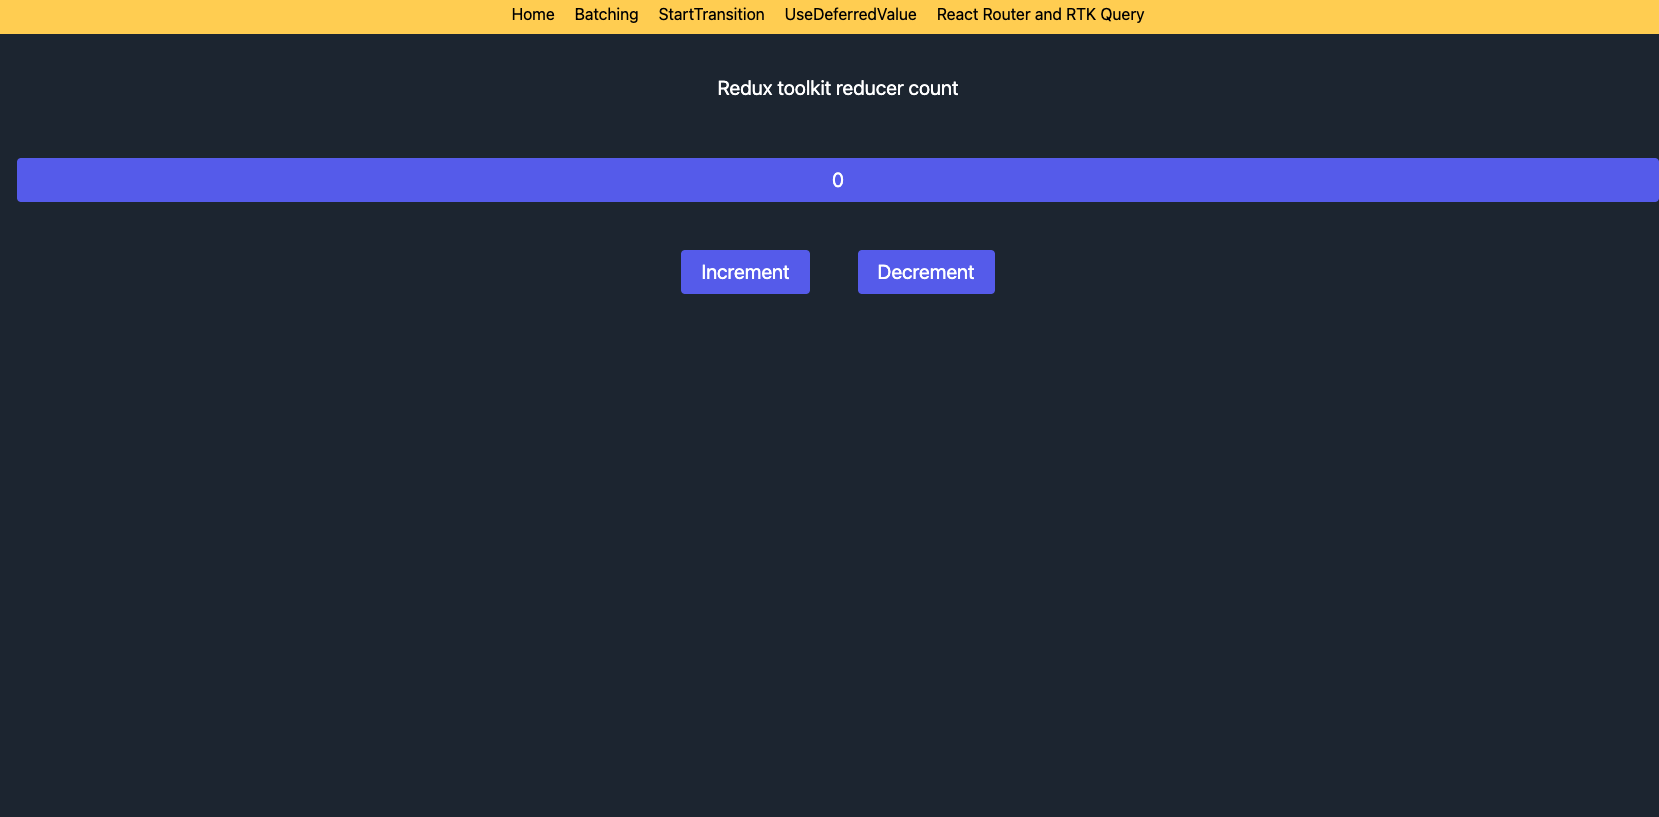 Home Batching StartTransition UseDeferredValue React Router and RTK Query
Redux toolkit reducer count
0
Increment Decrement